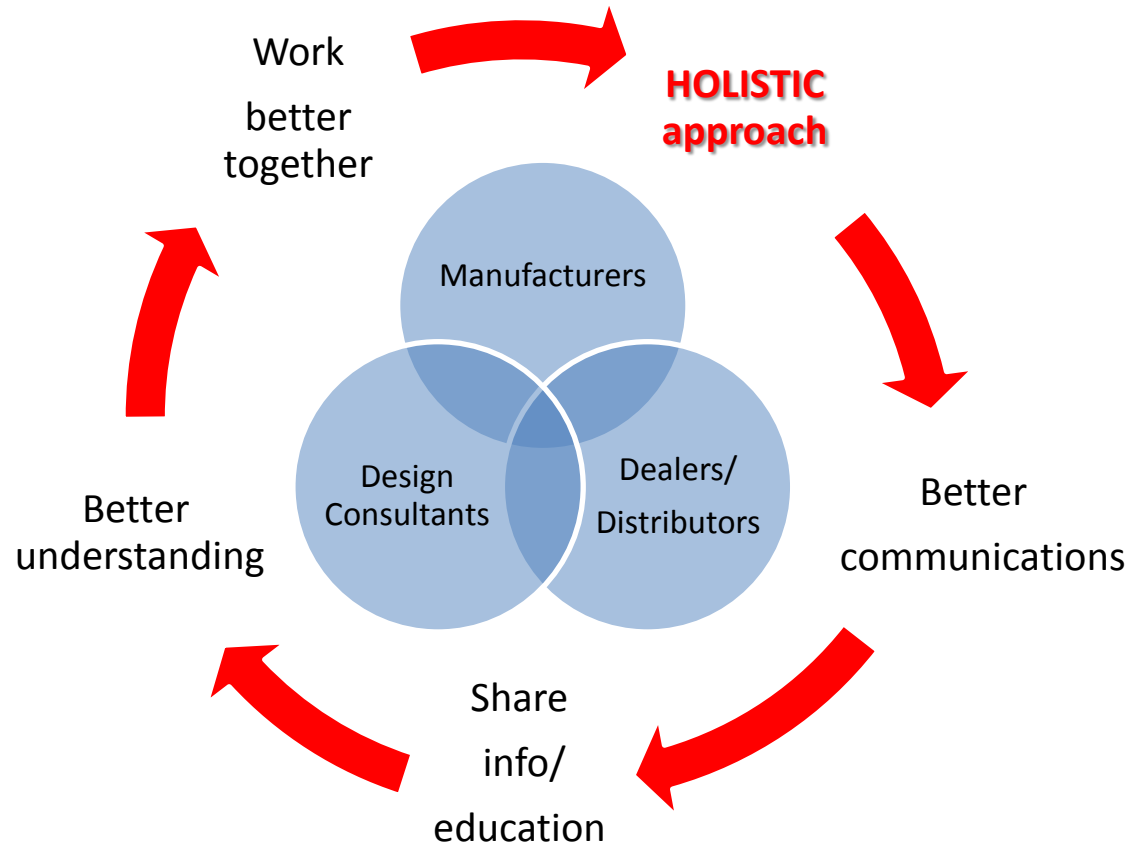 Work
better
together
HOLISTIC
approach
Manufacturers
Design
Consultants
Dealers/
Distributors
Better
understanding
Better
communications
Share
info/
education